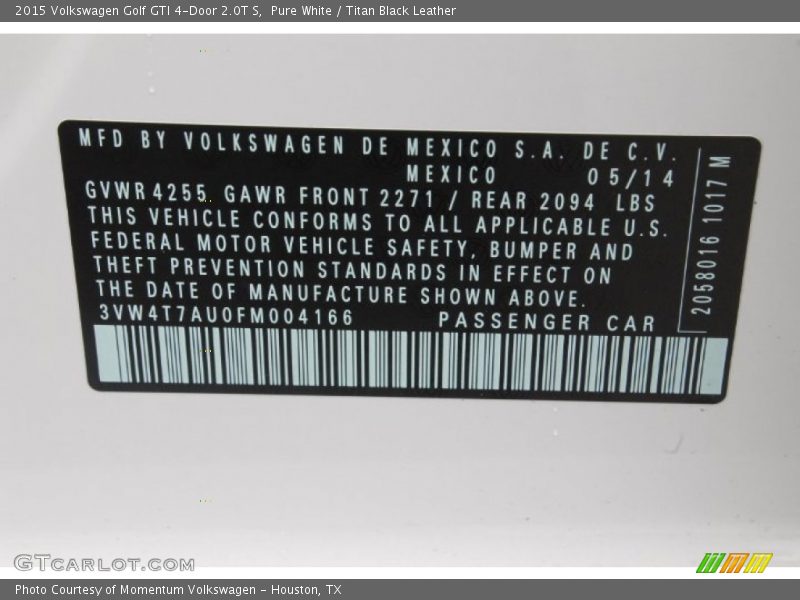 2015 Volkswagen Golf GTI 4-Door 2.0T S, Pure White / Titan Black Leather
MFD BY VOLKSWAGEN DE MEXICO S.A. DE C.V.
MEXICO 05/14
GVWR 4255 GAWR FRONT 2271 / REAR 2094 LBS
THIS VEHICLE CONFORMS TO ALL APPLICABLE U.S.
FEDERAL MOTOR VEHICLE SAFETY, BUMPER AND
THEFT PREVENTION STANDARDS IN EFFECT ON
THE DATE OF MANUFACTURE SHOWN ABOVE.
3VW4T7AU0FM004166 PASSENGER CAR
2058016 1017 M
GTCARLOT.COM
Photo Courtesy of Momentum Volkswagen - Houston, TX